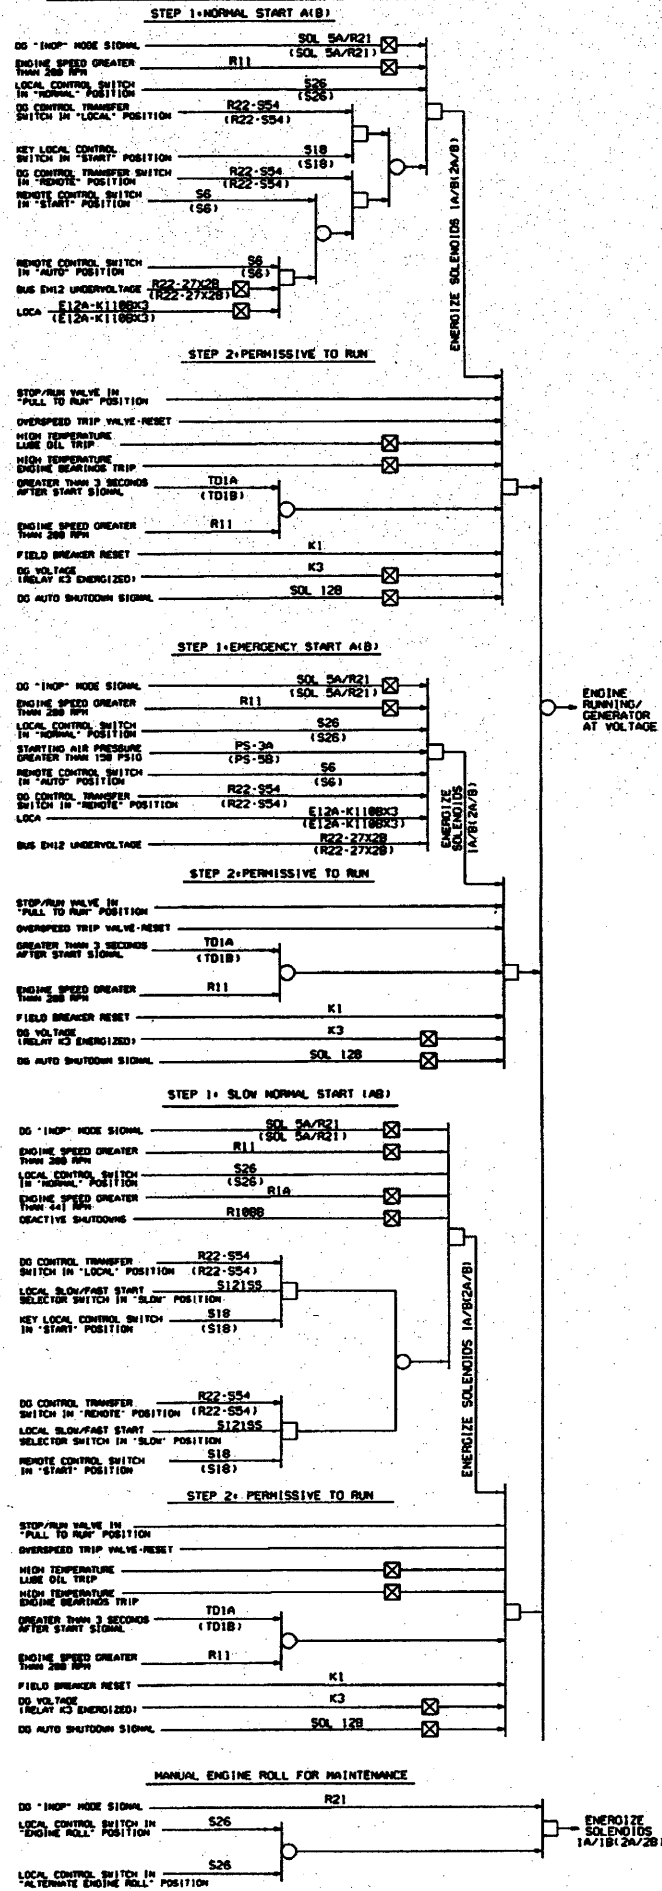 STEP 1:NORMAL START A(B)
DG "INOP" MODE SIGNAL
SOL 5A/R21
(SOL 5A/R21)
ENGINE SPEED GREATER
THAN 200 RPM
R11
LOCAL CONTROL SWITCH
IN "NORMAL" POSITION
S26
(S26)
DG CONTROL TRANSFER
SWITCH IN "LOCAL" POSITION
R22-S54
(R22-S54)
KEY LOCAL CONTROL
SWITCH IN "START" POSITION
S18
(S18)
DG CONTROL TRANSFER SWITCH
IN "REMOTE" POSITION
R22-S54
(R22-S54)
REMOTE CONTROL SWITCH
IN "START" POSITION
S6
(S6)
REMOTE CONTROL SWITCH
IN "AUTO" POSITION
S6
(S6)
BUS EH12 UNDERVOLTAGE
R22-27X2B
(R22-27X2B)
LOCA
E12A-K110BX3
(E12A-K110BX3)
ENERGIZE SOLENOIDS 1A/B(2A/B)
STEP 2:PERMISSIVE TO RUN
STOP/RUN VALVE IN
"PULL TO RUN" POSITION
OVERSPEED TRIP VALVE-RESET
HIGH TEMPERATURE
LUBE OIL TRIP
HIGH TEMPERATURE
ENGINE BEARINGS TRIP
GREATER THAN 3 SECONDS
AFTER START SIGNAL
TD1A
(TD1B)
ENGINE SPEED GREATER
THAN 200 RPM
R11
FIELD BREAKER RESET
K1
DG VOLTAGE
(RELAY K3 ENERGIZED)
K3
DG AUTO SHUTDOWN SIGNAL
SOL 12B
STEP 1:EMERGENCY START A(B)
DG "INOP" MODE SIGNAL
SOL 5A/R21
(SOL 5A/R21)
ENGINE SPEED GREATER
THAN 200 RPM
R11
LOCAL CONTROL SWITCH
IN "NORMAL" POSITION
S26
(S26)
STARTING AIR PRESSURE
GREATER THAN 150 PSIG
PS-3A
(PS-5B)
REMOTE CONTROL SWITCH
IN "AUTO" POSITION
S6
(S6)
DG CONTROL TRANSFER
SWITCH IN "REMOTE" POSITION
R22-S54
(R22-S54)
LOCA
E12A-K110BX3
(E12A-K110BX3)
BUS EH12 UNDERVOLTAGE
R22-27X2B
(R22-27X2B)
ENERGIZE
SOLENOIDS
1A/B(2A/B)
ENGINE
RUNNING/
GENERATOR
AT VOLTAGE
STEP 2:PERMISSIVE TO RUN
STOP/RUN VALVE IN
"PULL TO RUN" POSITION
OVERSPEED TRIP VALVE-RESET
GREATER THAN 3 SECONDS
AFTER START SIGNAL
TD1A
(TD1B)
ENGINE SPEED GREATER
THAN 200 RPM
R11
FIELD BREAKER RESET
K1
DG VOLTAGE
(RELAY K3 ENERGIZED)
K3
DG AUTO SHUTDOWN SIGNAL
SOL 12B
STEP 1: SLOW NORMAL START (AB)
DG "INOP" MODE SIGNAL
SOL 5A/R21
(SOL 5A/R21)
ENGINE SPEED GREATER
THAN 200 RPM
R11
LOCAL CONTROL SWITCH
IN "NORMAL" POSITION
S26
(S26)
ENGINE SPEED GREATER
THAN 441 RPM
R1A
DEACTIVE SHUTDOWNS
R10BB
DG CONTROL TRANSFER
SWITCH IN "LOCAL" POSITION
R22-S54
(R22-S54)
LOCAL SLOW/FAST START
SELECTOR SWITCH IN "SLOW" POSITION
S121SS
KEY LOCAL CONTROL SWITCH
IN "START" POSITION
S18
(S18)
DG CONTROL TRANSFER
SWITCH IN "REMOTE" POSITION
R22-S54
(R22-S54)
LOCAL SLOW/FAST START
SELECTOR SWITCH IN "SLOW" POSITION
S121SS
REMOTE CONTROL SWITCH
IN "START" POSITION
S18
(S18)
ENERGIZE SOLENOIDS 1A/B(2A/B)
STEP 2: PERMISSIVE TO RUN
STOP/RUN VALVE IN
"PULL TO RUN" POSITION
OVERSPEED TRIP VALVE-RESET
HIGH TEMPERATURE
LUBE OIL TRIP
HIGH TEMPERATURE
ENGINE BEARINGS TRIP
GREATER THAN 3 SECONDS
AFTER START SIGNAL
TD1A
(TD1B)
ENGINE SPEED GREATER
THAN 200 RPM
R11
FIELD BREAKER RESET
K1
DG VOLTAGE
(RELAY K3 ENERGIZED)
K3
DG AUTO SHUTDOWN SIGNAL
SOL 12B
MANUAL ENGINE ROLL FOR MAINTENANCE
DG "INOP" MODE SIGNAL
R21
LOCAL CONTROL SWITCH IN
"ENGINE ROLL" POSITION
S26
LOCAL CONTROL SWITCH IN
"ALTERNATE ENGINE ROLL" POSITION
S26
ENERGIZE
SOLENOIDS
1A/1B(2A/2B)